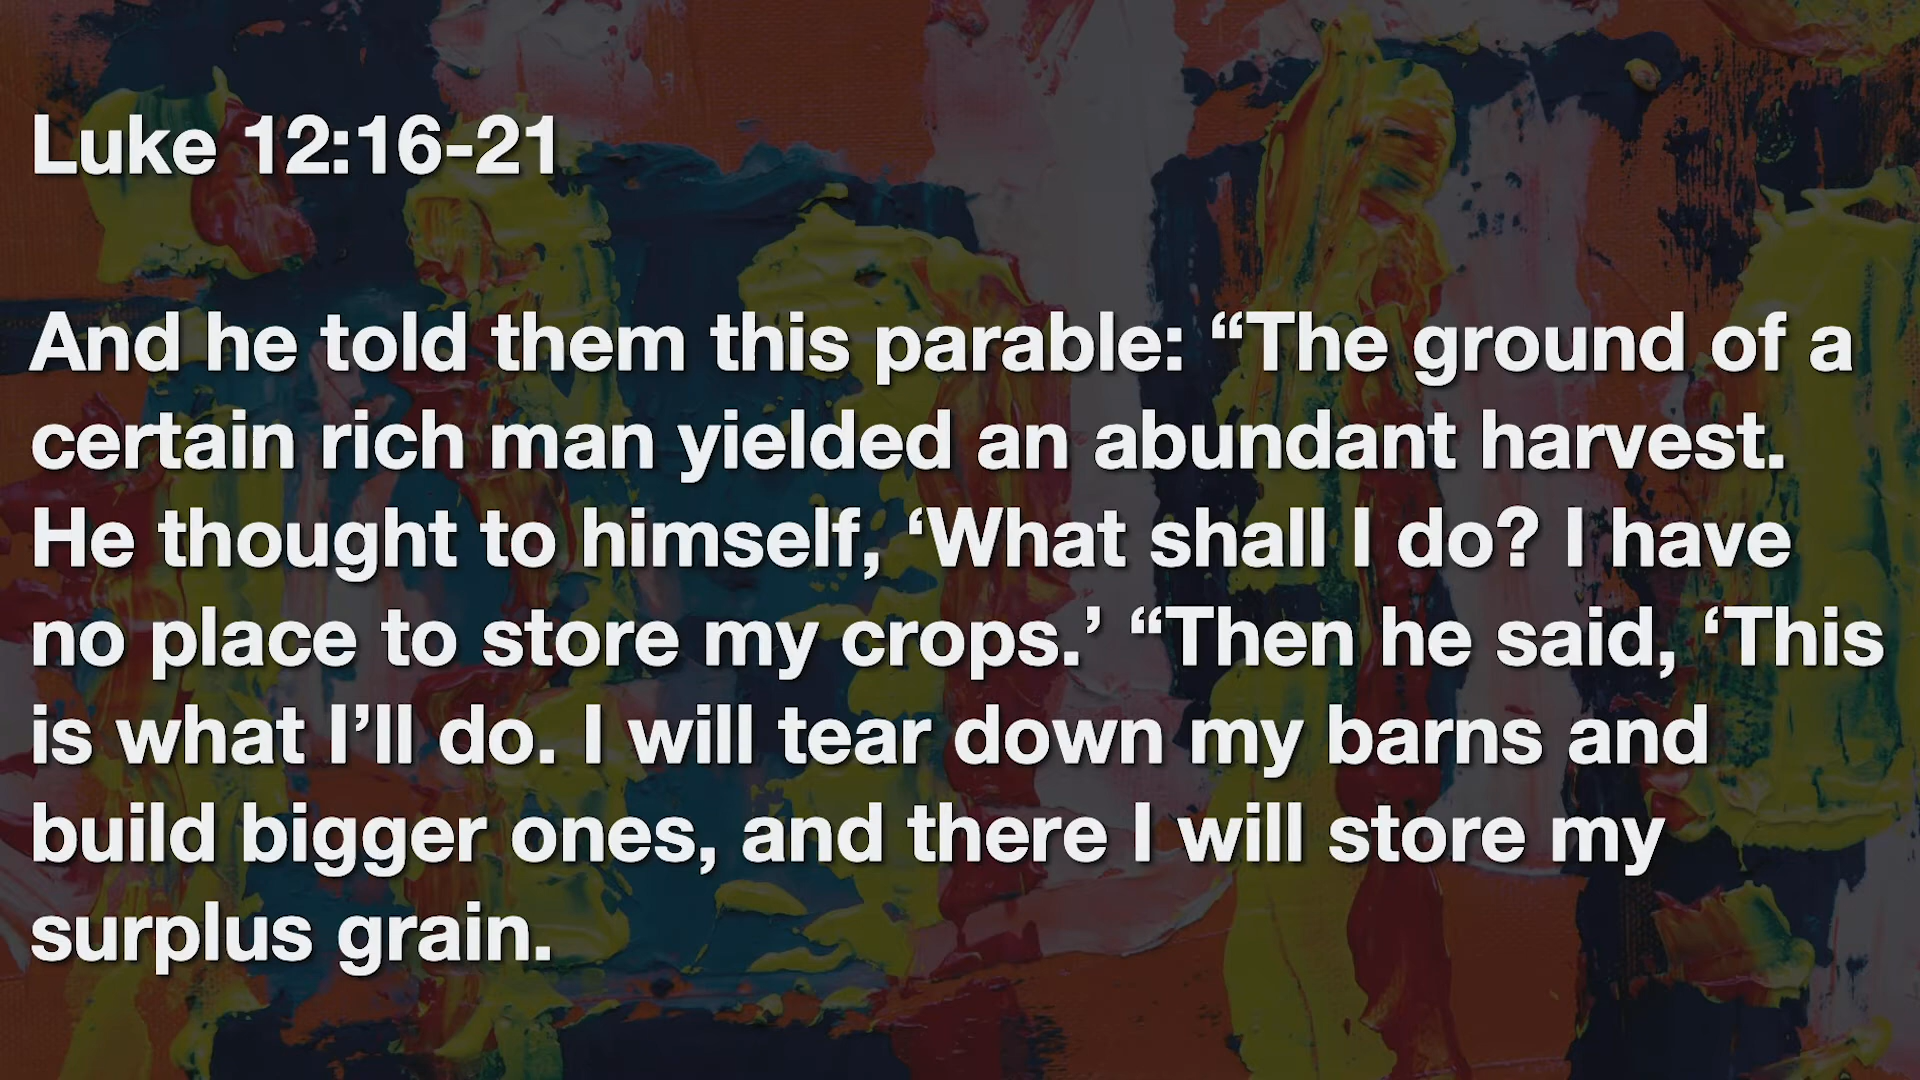 Luke 12:16-21
And he told them this parable: “The ground of a
certain rich man yielded an abundant harvest.
He thought to himself, ‘What shall I do? I have
no place to store my crops.’ “Then he said, ‘This
is what I’ll do. I will tear down my barns and
build bigger ones, and there I will store my
surplus grain.